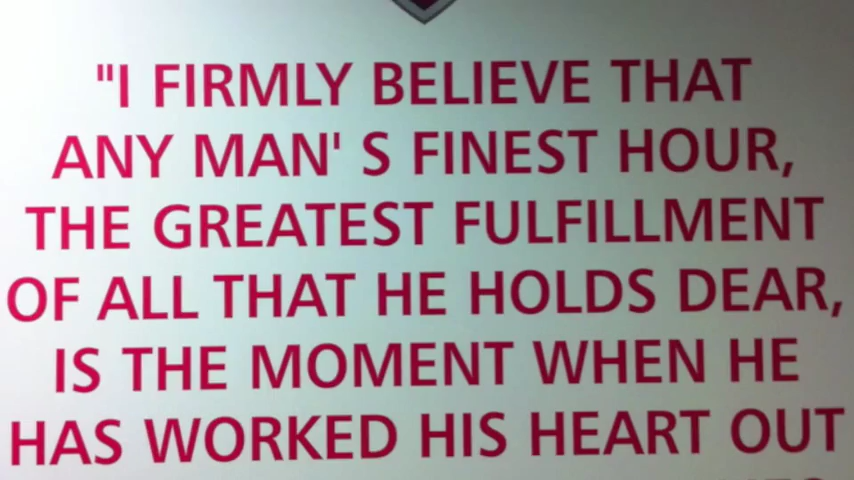 "I FIRMLY BELIEVE THAT
ANY MAN' S FINEST HOUR,
THE GREATEST FULFILLMENT
OF ALL THAT HE HOLDS DEAR,
IS THE MOMENT WHEN HE
HAS WORKED HIS HEART OUT